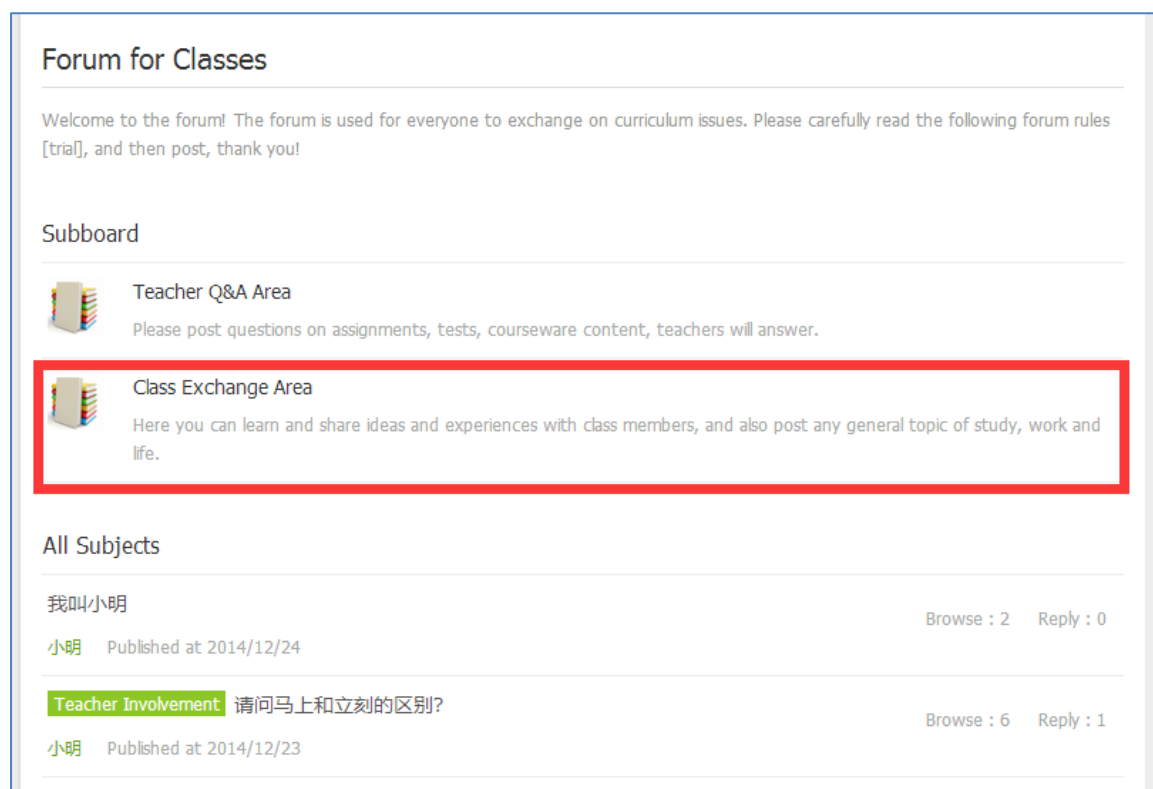 Forum for Classes
Welcome to the forum! The forum is used for everyone to exchange on curriculum issues. Please carefully read the following forum rules
[trial], and then post, thank you!
Subboard
Teacher Q&A Area
Please post questions on assignments, tests, courseware content, teachers will answer.
Class Exchange Area
Here you can learn and share ideas and experiences with class members, and also post any general topic of study, work and
life.
All Subjects
我叫小明
Browse : 2 Reply : 0
小明 Published at 2014/12/24
Teacher Involvement 请问马上和立刻的区别?
Browse : 6 Reply : 1
小明 Published at 2014/12/23